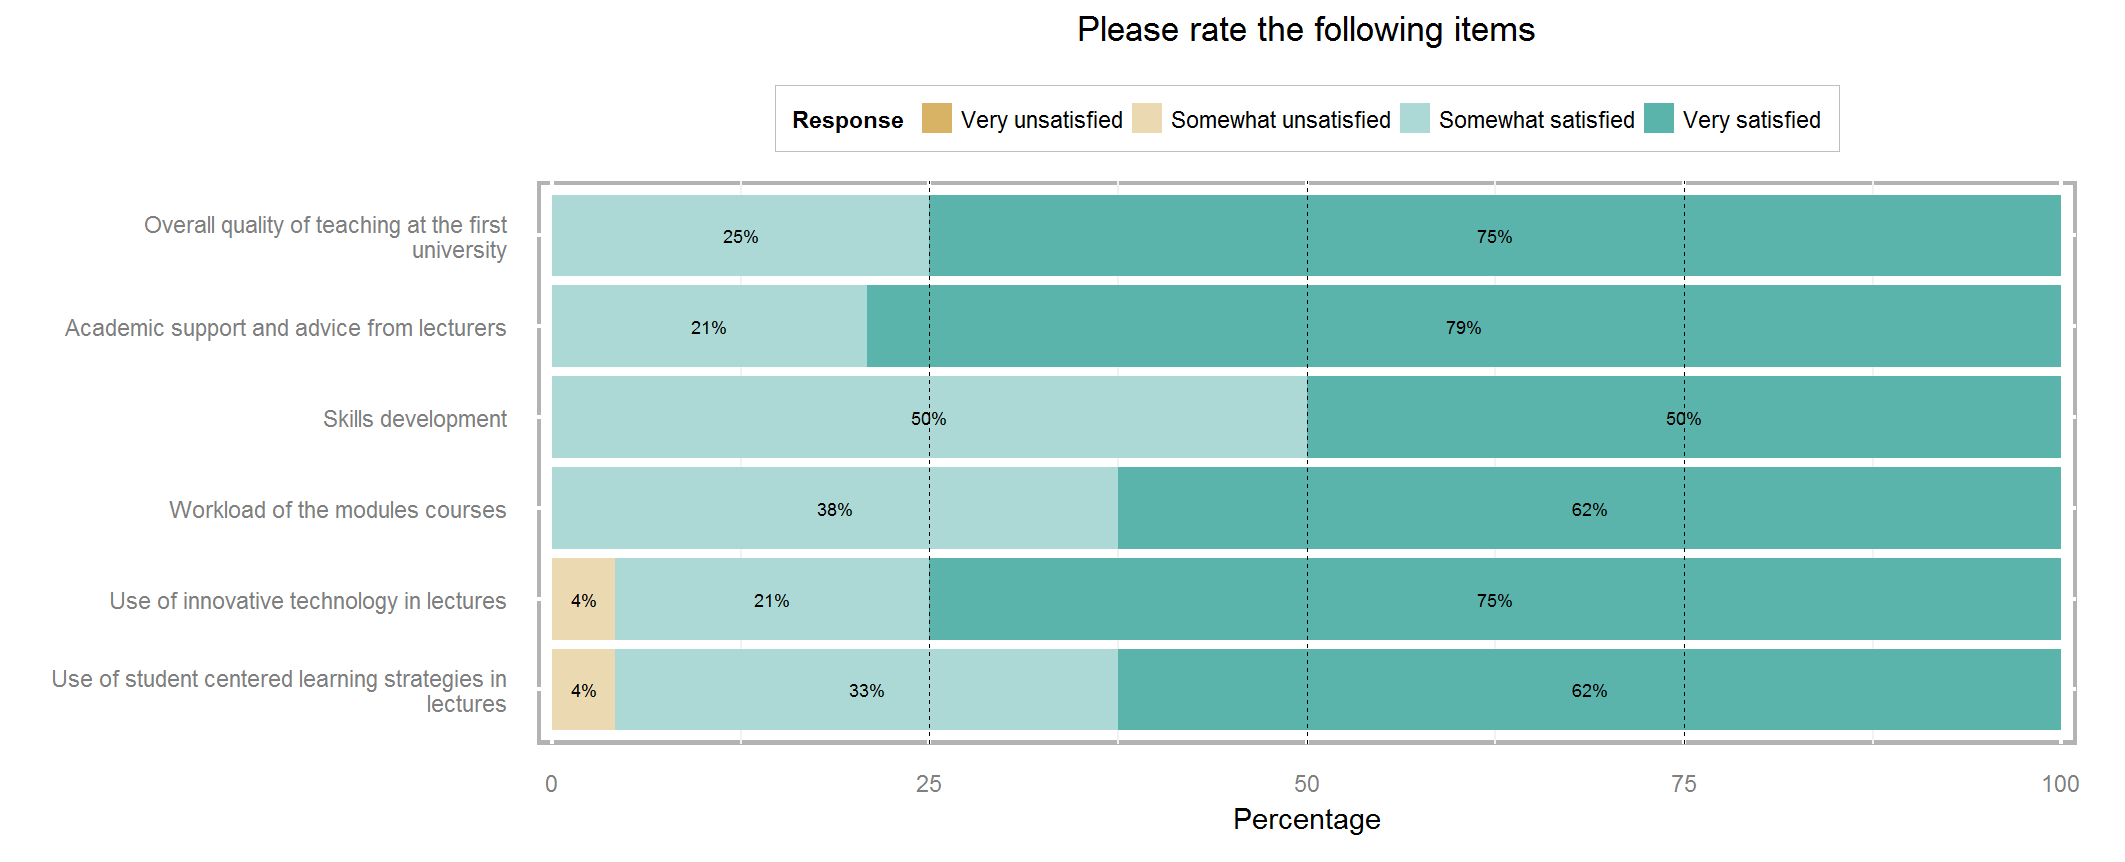 Please rate the following items
Response Very unsatisfied Somewhat unsatisfied Somewhat satisfied Very satisfied
Overall quality of teaching at the first
university
25% 75%
Academic support and advice from lecturers
21% 79%
Skills development
50% 50%
Workload of the modules courses
38% 62%
Use of innovative technology in lectures
4% 21% 75%
Use of student centered learning strategies in
lectures
4% 33% 62%
0 25 50 75 100
Percentage